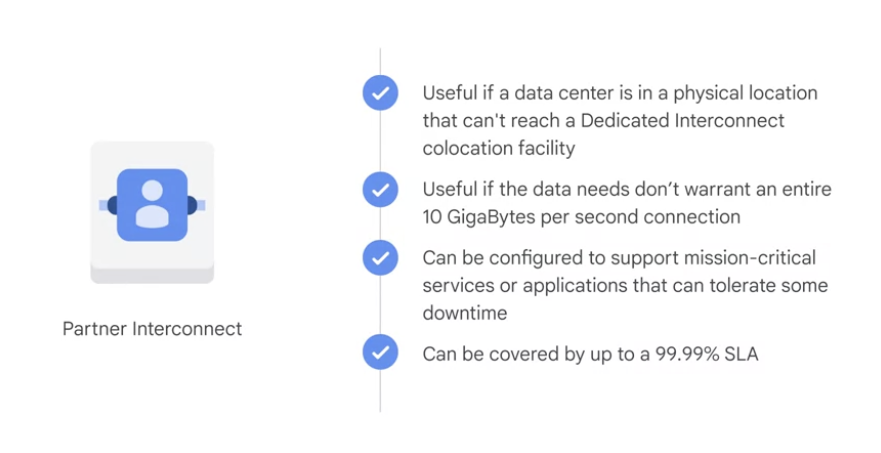 Useful if a data center is in a physical location
that can't reach a Dedicated Interconnect
colocation facility
Useful if the data needs don’t warrant an entire
10 GigaBytes per second connection
Can be configured to support mission-critical
services or applications that can tolerate some
downtime
Partner Interconnect
Can be covered by up to a 99.99% SLA